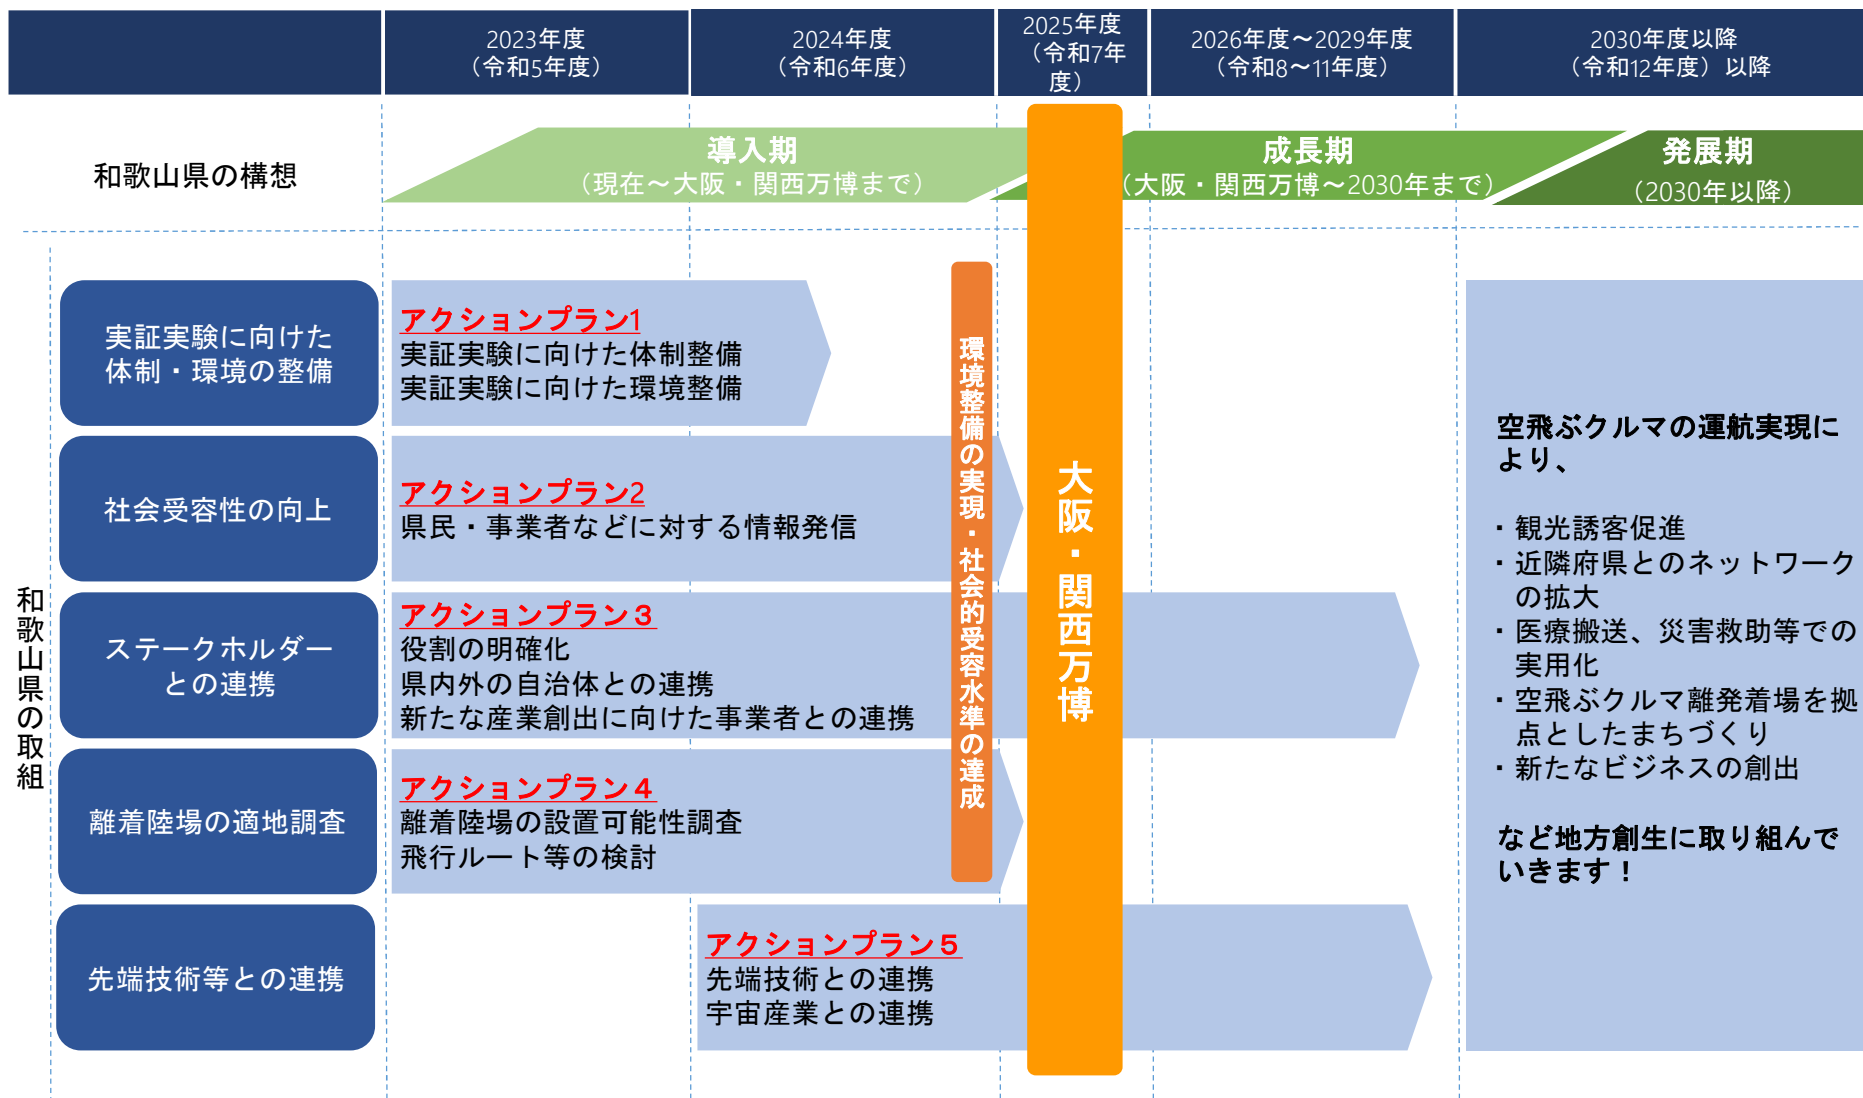 2023年度
（令和5年度）
2024年度
（令和6年度）
2025年度
（令和7年
度）
2026年度～2029年度
（令和8～11年度）
2030年度以降
（令和12年度）以降
和歌山県の構想
導入期
（現在～大阪・関西万博まで）
成長期
（大阪・関西万博～2030年まで）
発展期
（2030年以降）
和歌山県の取組
実証実験に向けた
体制・環境の整備
アクションプラン1
実証実験に向けた体制整備
実証実験に向けた環境整備
社会受容性の向上
アクションプラン2
県民・事業者などに対する情報発信
ステークホルダー
との連携
アクションプラン３
役割の明確化
県内外の自治体との連携
新たな産業創出に向けた事業者との連携
離着陸場の適地調査
アクションプラン４
離着陸場の設置可能性調査
飛行ルート等の検討
先端技術等との連携
アクションプラン５
先端技術との連携
宇宙産業との連携
環境整備の実現・社会的受容水準の達成
大阪・関西万博
空飛ぶクルマの運航実現に
より、
・観光誘客促進
・近隣府県とのネットワーク
の拡大
・医療搬送、災害救助等での
実用化
・空飛ぶクルマ離発着場を拠
点としたまちづくり
・新たなビジネスの創出
など地方創生に取り組んで
いきます！